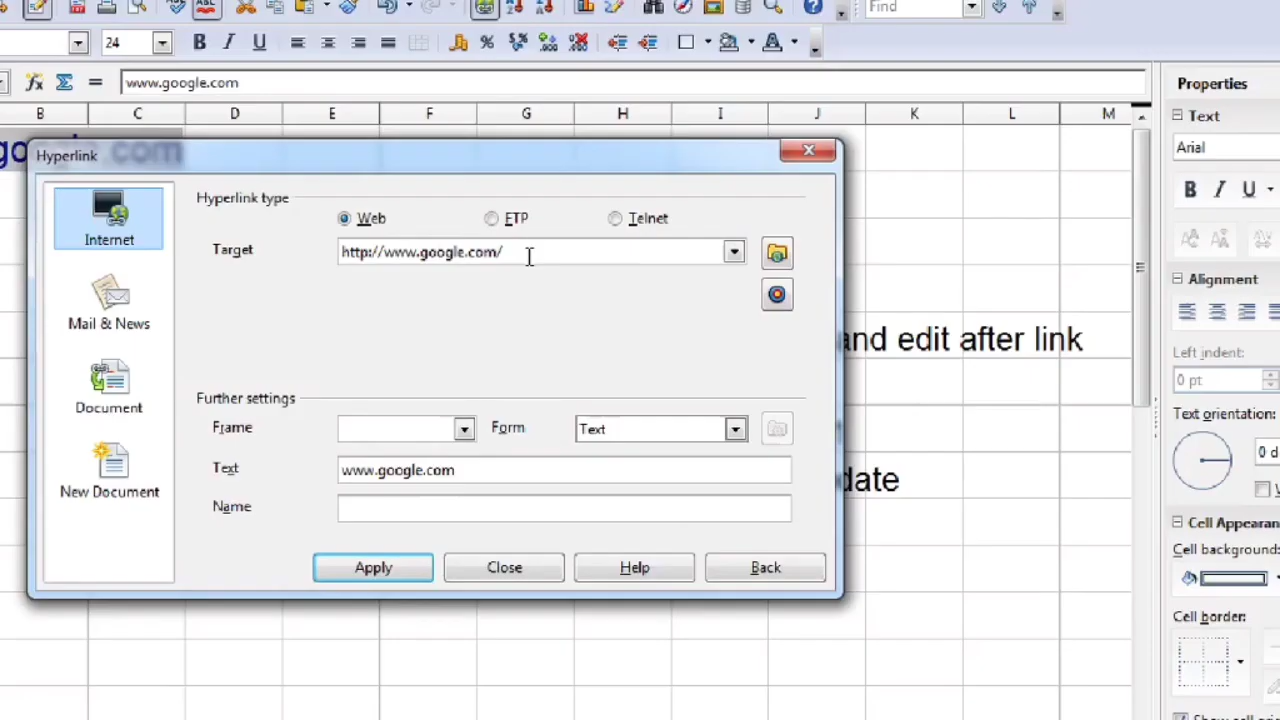 24
B I U
Find
www.google.com
B C D E F G H I J K L M
google.com
Hyperlink
Internet
Mail & News
Document
New Document
Hyperlink type
Web FTP Telnet
Target http://www.google.com/
Further settings
Frame Form Text
Text www.google.com
Name
Apply Close Help Back
and edit after link
date
Properties
Text
Arial
B I U
Alignment
Left indent:
0 pt
Text orientation:
0 d
Cell Appearan
Cell background:
Cell border: